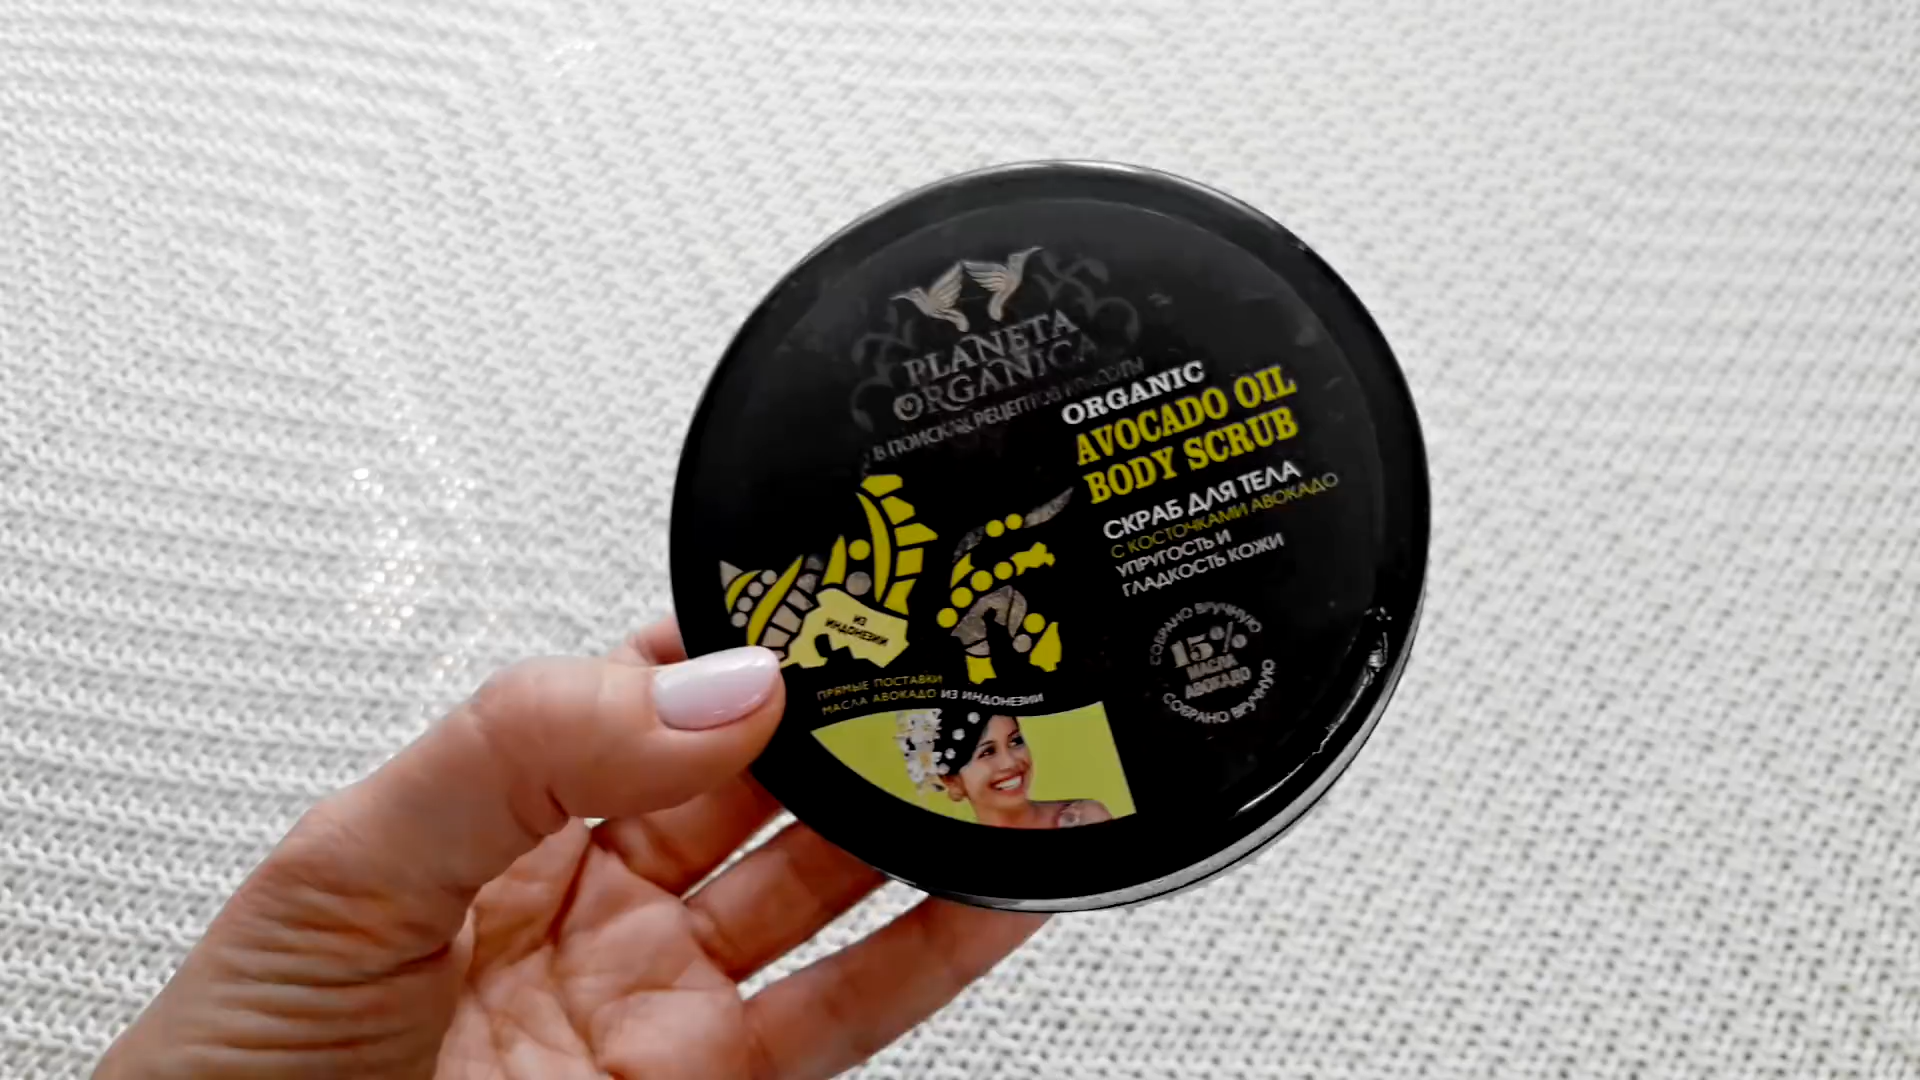 PLANETA
ORGANICA
В ПОИСКАХ РЕЦЕПТОВ КРАСОТЫ
ORGANIC
AVOCADO OIL
BODY SCRUB
СКРАБ ДЛЯ ТЕЛА
С КОСТОЧКАМИ АВОКАДО
УПРУГОСТЬ И
ГЛАДКОСТЬ КОЖИ
ИЗ
ИНДОНЕЗИИ
СОБРАНО ВРУЧНУЮ
15%
МАСЛА
АВОКАДО
СОБРАНО ВРУЧНУЮ
ПРЯМЫЕ ПОСТАВКИ
МАСЛА АВОКАДО ИЗ ИНДОНЕЗИИ